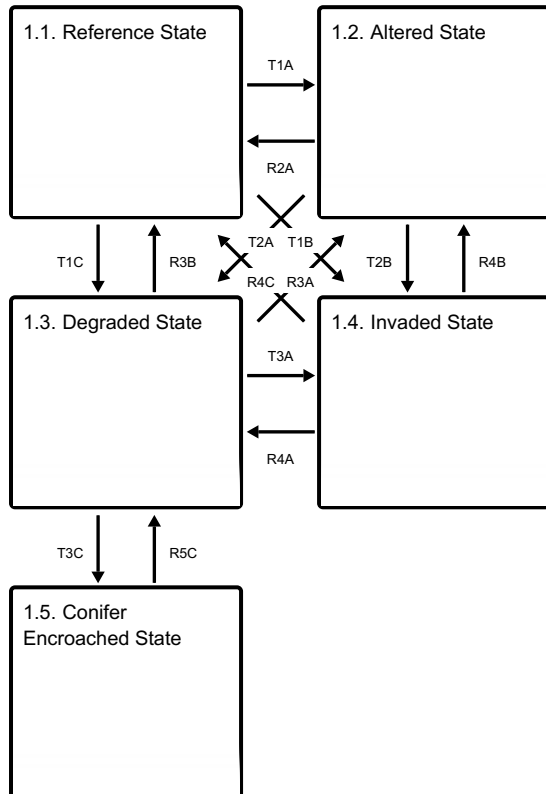 1.1. Reference State
1.2. Altered State
T1A
R2A
T2A
T1B
T1C
R3B
T2B
R4B
R4C
R3A
1.3. Degraded State
1.4. Invaded State
T3A
R4A
T3C
R5C
1.5. Conifer
Encroached State